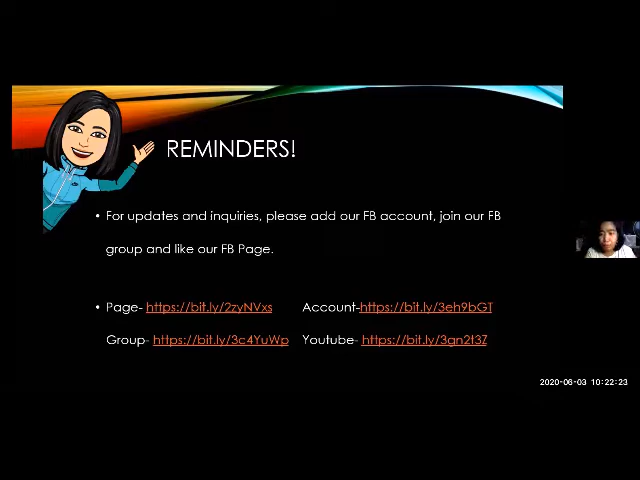 REMINDERS!
• For updates and inquiries, please add our FB account, join our FB
group and like our FB Page.
• Page- https://bit.ly/2zyNVxs Account-https://bit.ly/3eh9bGT
Group- https://bit.ly/3c4YuWp Youtube- https://bit.ly/3gn2t3Z
2020-06-03 10:22:23